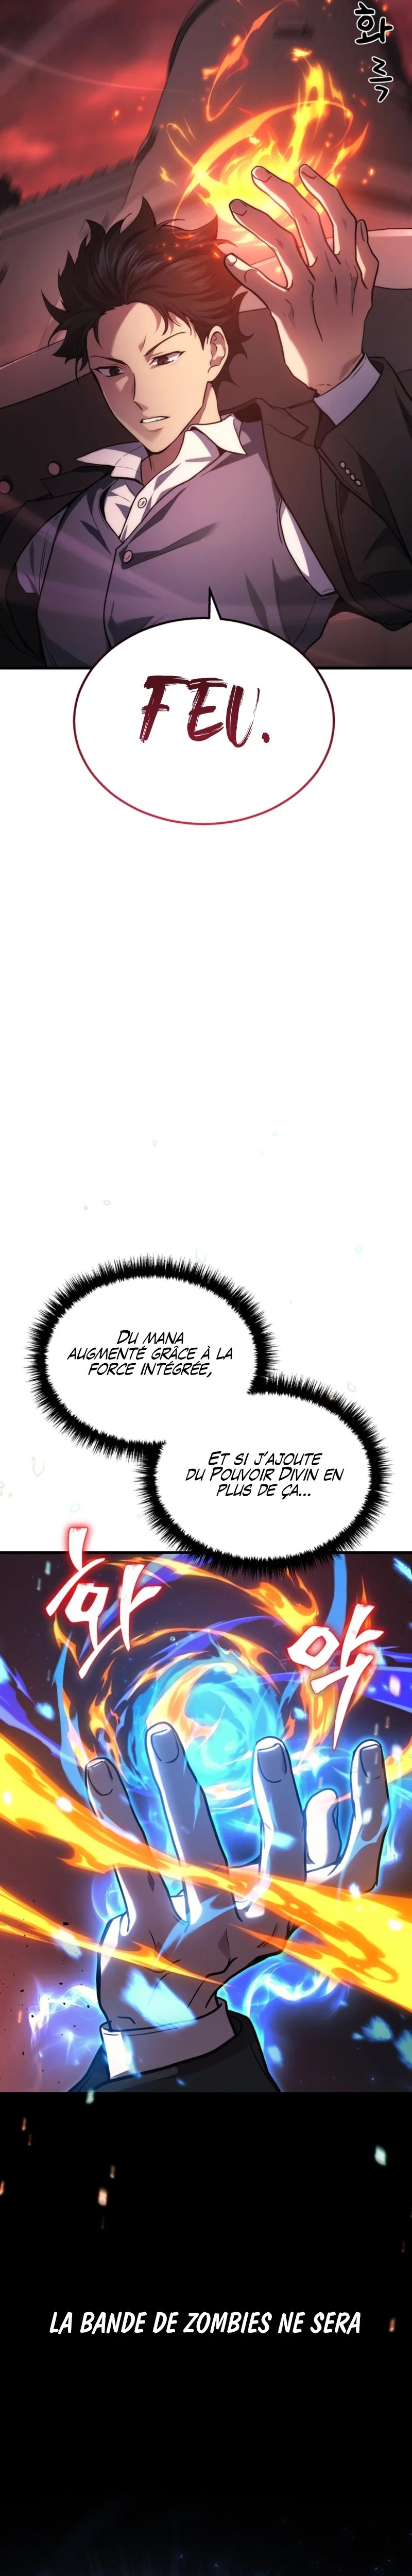 화
륵
FEU.
DU MANA
AUGMENTÉ GRÂCE À LA
FORCE INTÉGRÉE,
ET SI J'AJOUTE
DU POUVOIR DIVIN EN
PLUS DE ÇA...
화
악
LA BANDE DE ZOMBIES NE SERA